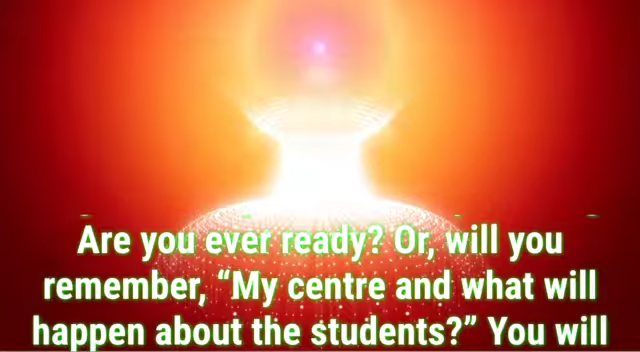 Are you ever ready? Or, will you
remember, “My centre and what will
happen about the students?” You will